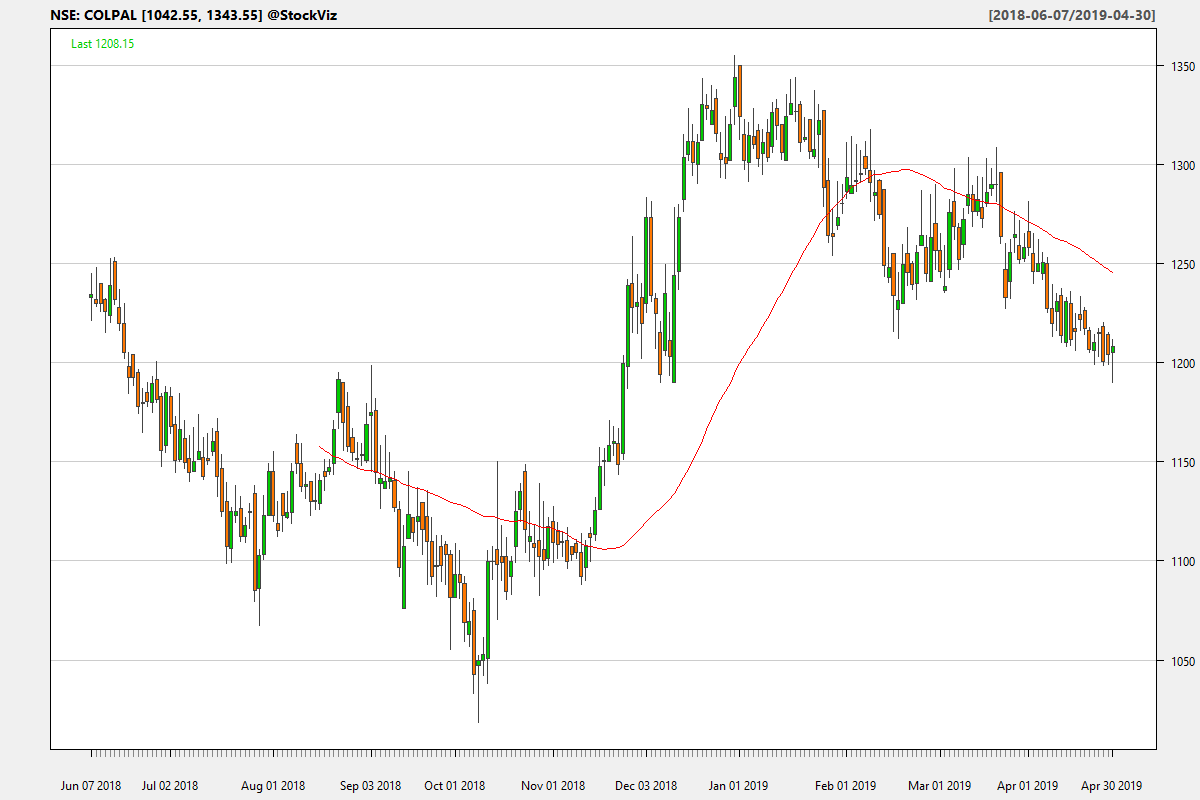 NSE: COLPAL [1042.55, 1343.55] @StockViz [2018-06-07/2019-04-30]
Last 1208.15
1350
1300
1250
1200
1150
1100
1050
Jun 07 2018 Jul 02 2018 Aug 01 2018 Sep 03 2018 Oct 01 2018 Nov 01 2018 Dec 03 2018 Jan 01 2019 Feb 01 2019 Mar 01 2019 Apr 01 2019 Apr 30 2019